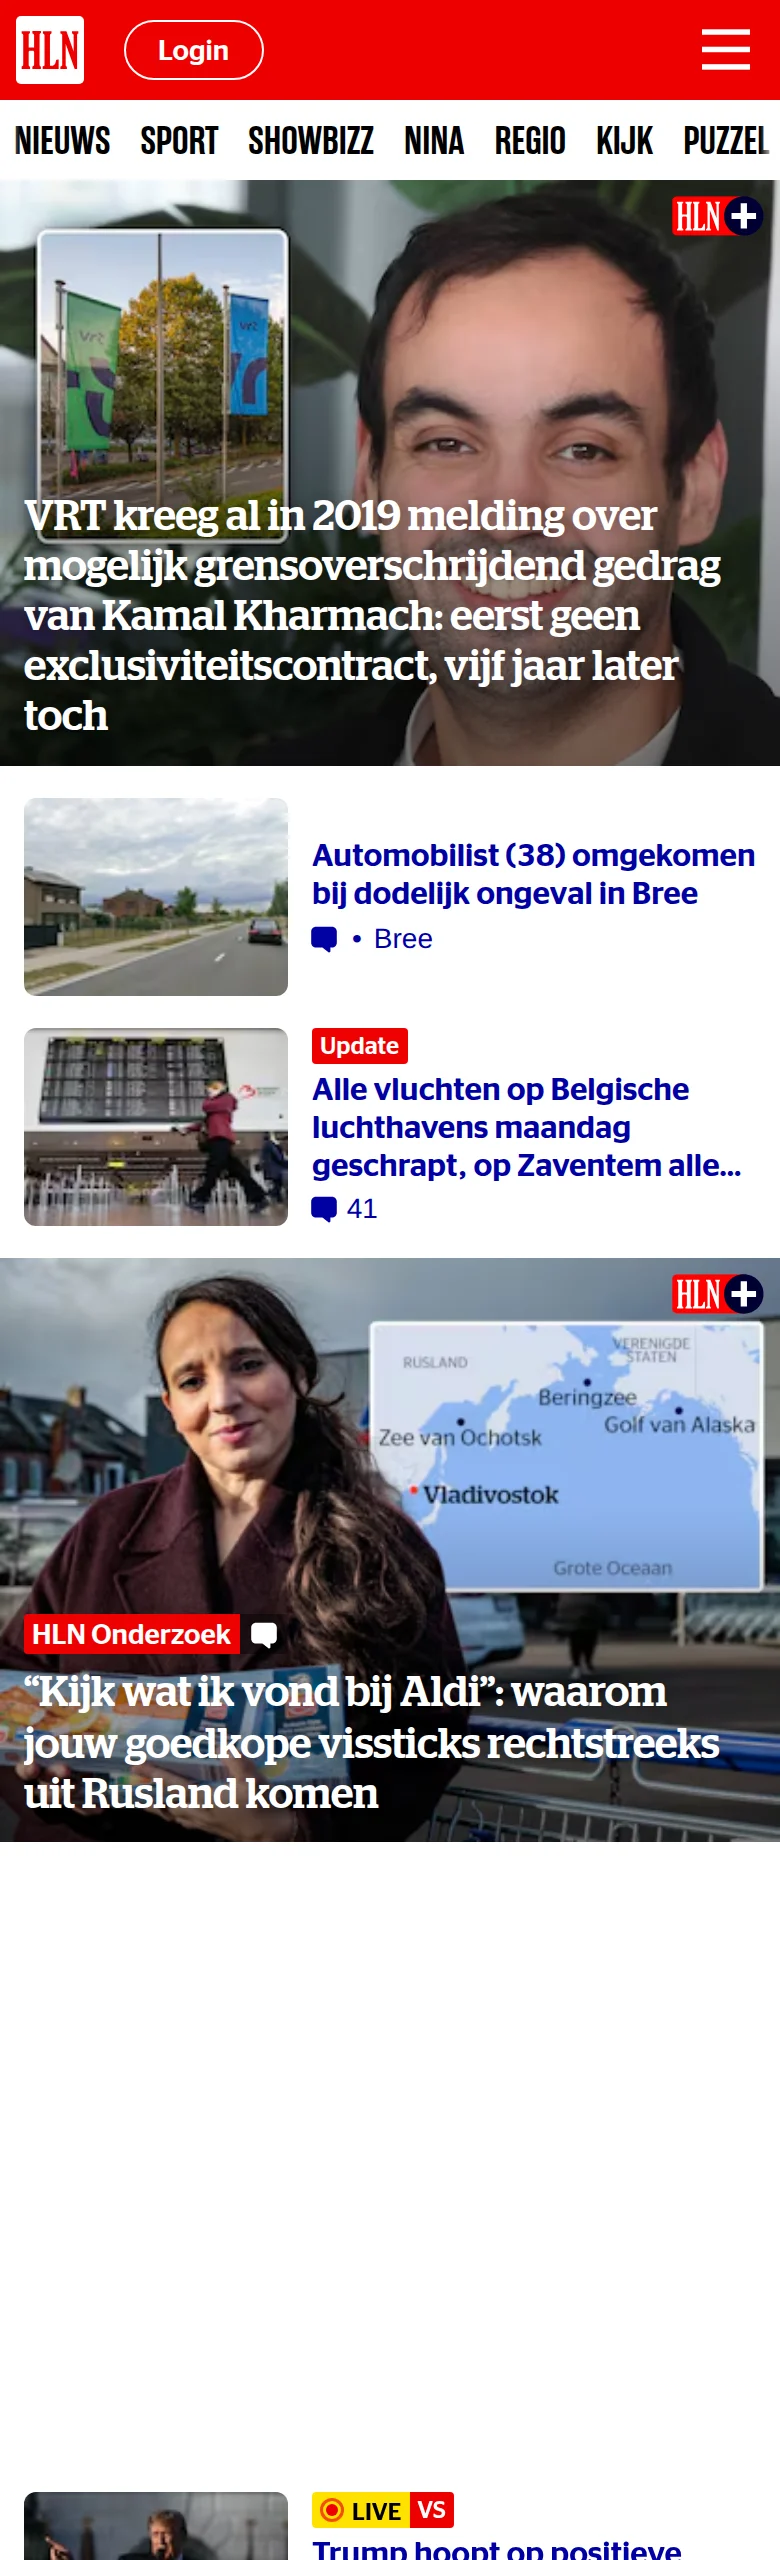 HLN
Login
NIEUWS SPORT SHOWBIZZ NINA REGIO KIJK PUZZEL
HLN+
VRT kreeg al in 2019 melding over
mogelijk grensoverschrijdend gedrag
van Kamal Kharmach: eerst geen
exclusiviteitscontract, vijf jaar later
toch
Automobilist (38) omgekomen
bij dodelijk ongeval in Bree
• Bree
Update
Alle vluchten op Belgische
luchthavens maandag
geschrapt, op Zaventem alle...
41
HLN+
RUSLAND
VERENIGDE
STATEN
Beringzee
Golf van Alaska
Zee van Ochotsk
Vladivostok
Grote Oceaan
HLN Onderzoek
“Kijk wat ik vond bij Aldi”: waarom
jouw goedkope vissticks rechtstreeks
uit Rusland komen
LIVE VS
Trump hoopt op positieve